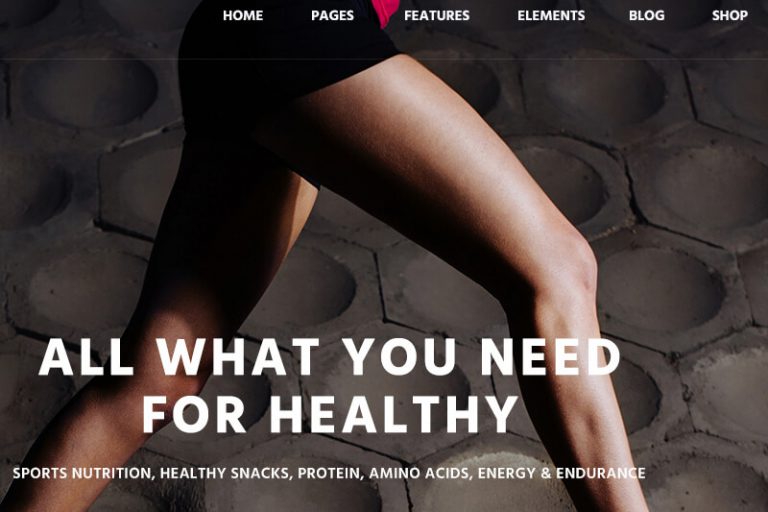 HOME PAGES FEATURES ELEMENTS BLOG SHOP
ALL WHAT YOU NEED
FOR HEALTHY
SPORTS NUTRITION, HEALTHY SNACKS, PROTEIN, AMINO ACIDS, ENERGY & ENDURANCE